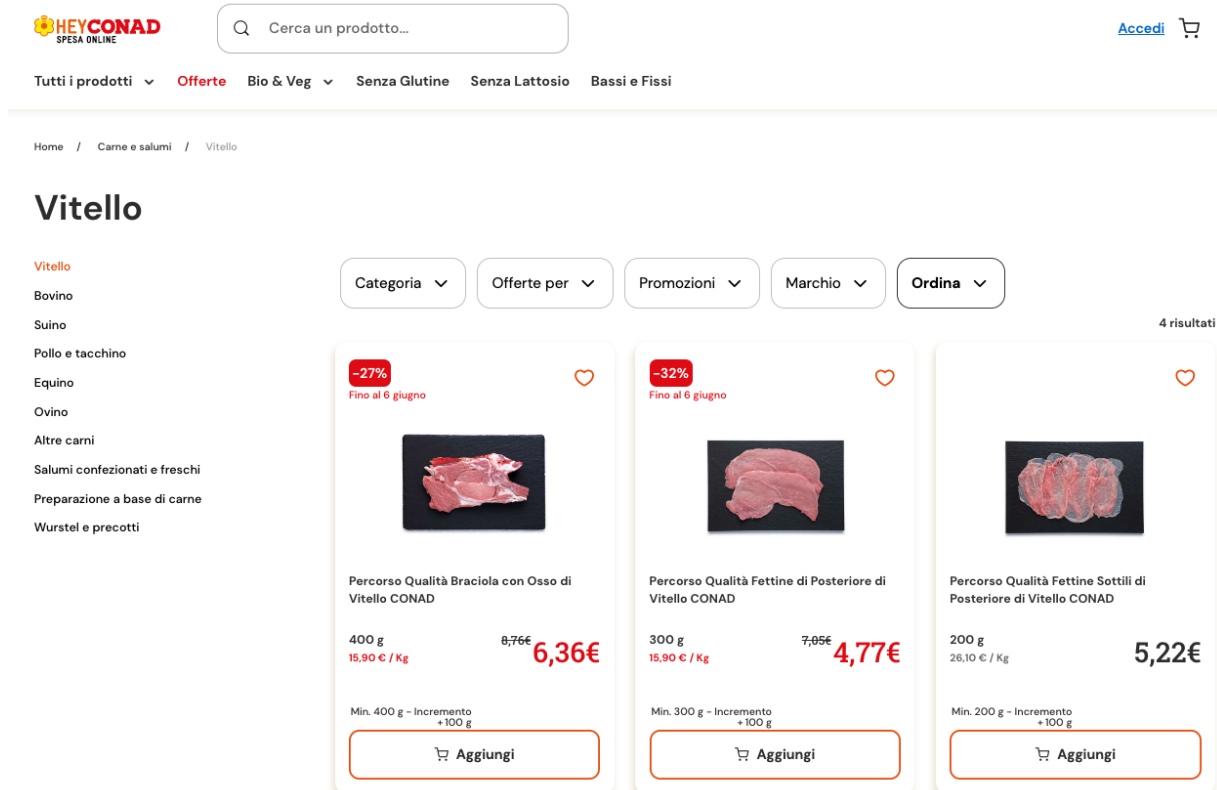 HEYCONAD
SPESA ONLINE
Cerca un prodotto...
Accedi
Tutti i prodotti
Offerte
Bio & Veg
Senza Glutine
Senza Lattosio
Bassi e Fissi
Home / Carne e salumi / Vitello
Vitello
Vitello
Bovino
Suino
Pollo e tacchino
Equino
Ovino
Altre carni
Salumi confezionati e freschi
Preparazione a base di carne
Wurstel e precotti
Categoria
Offerte per
Promozioni
Marchio
Ordina
4 risultati
-27%
Fino al 6 giugno
Percorso Qualità Braciola con Osso di
Vitello CONAD
400 g
15,90 € / Kg
8,76€
6,36€
Min. 400 g - Incremento
+100 g
Aggiungi
-32%
Fino al 6 giugno
Percorso Qualità Fettine di Posteriore di
Vitello CONAD
300 g
15,90 € / Kg
7,05€
4,77€
Min. 300 g - Incremento
+100 g
Aggiungi
Percorso Qualità Fettine Sottili di
Posteriore di Vitello CONAD
200 g
26,10 € / Kg
5,22€
Min. 200 g - Incremento
+100 g
Aggiungi